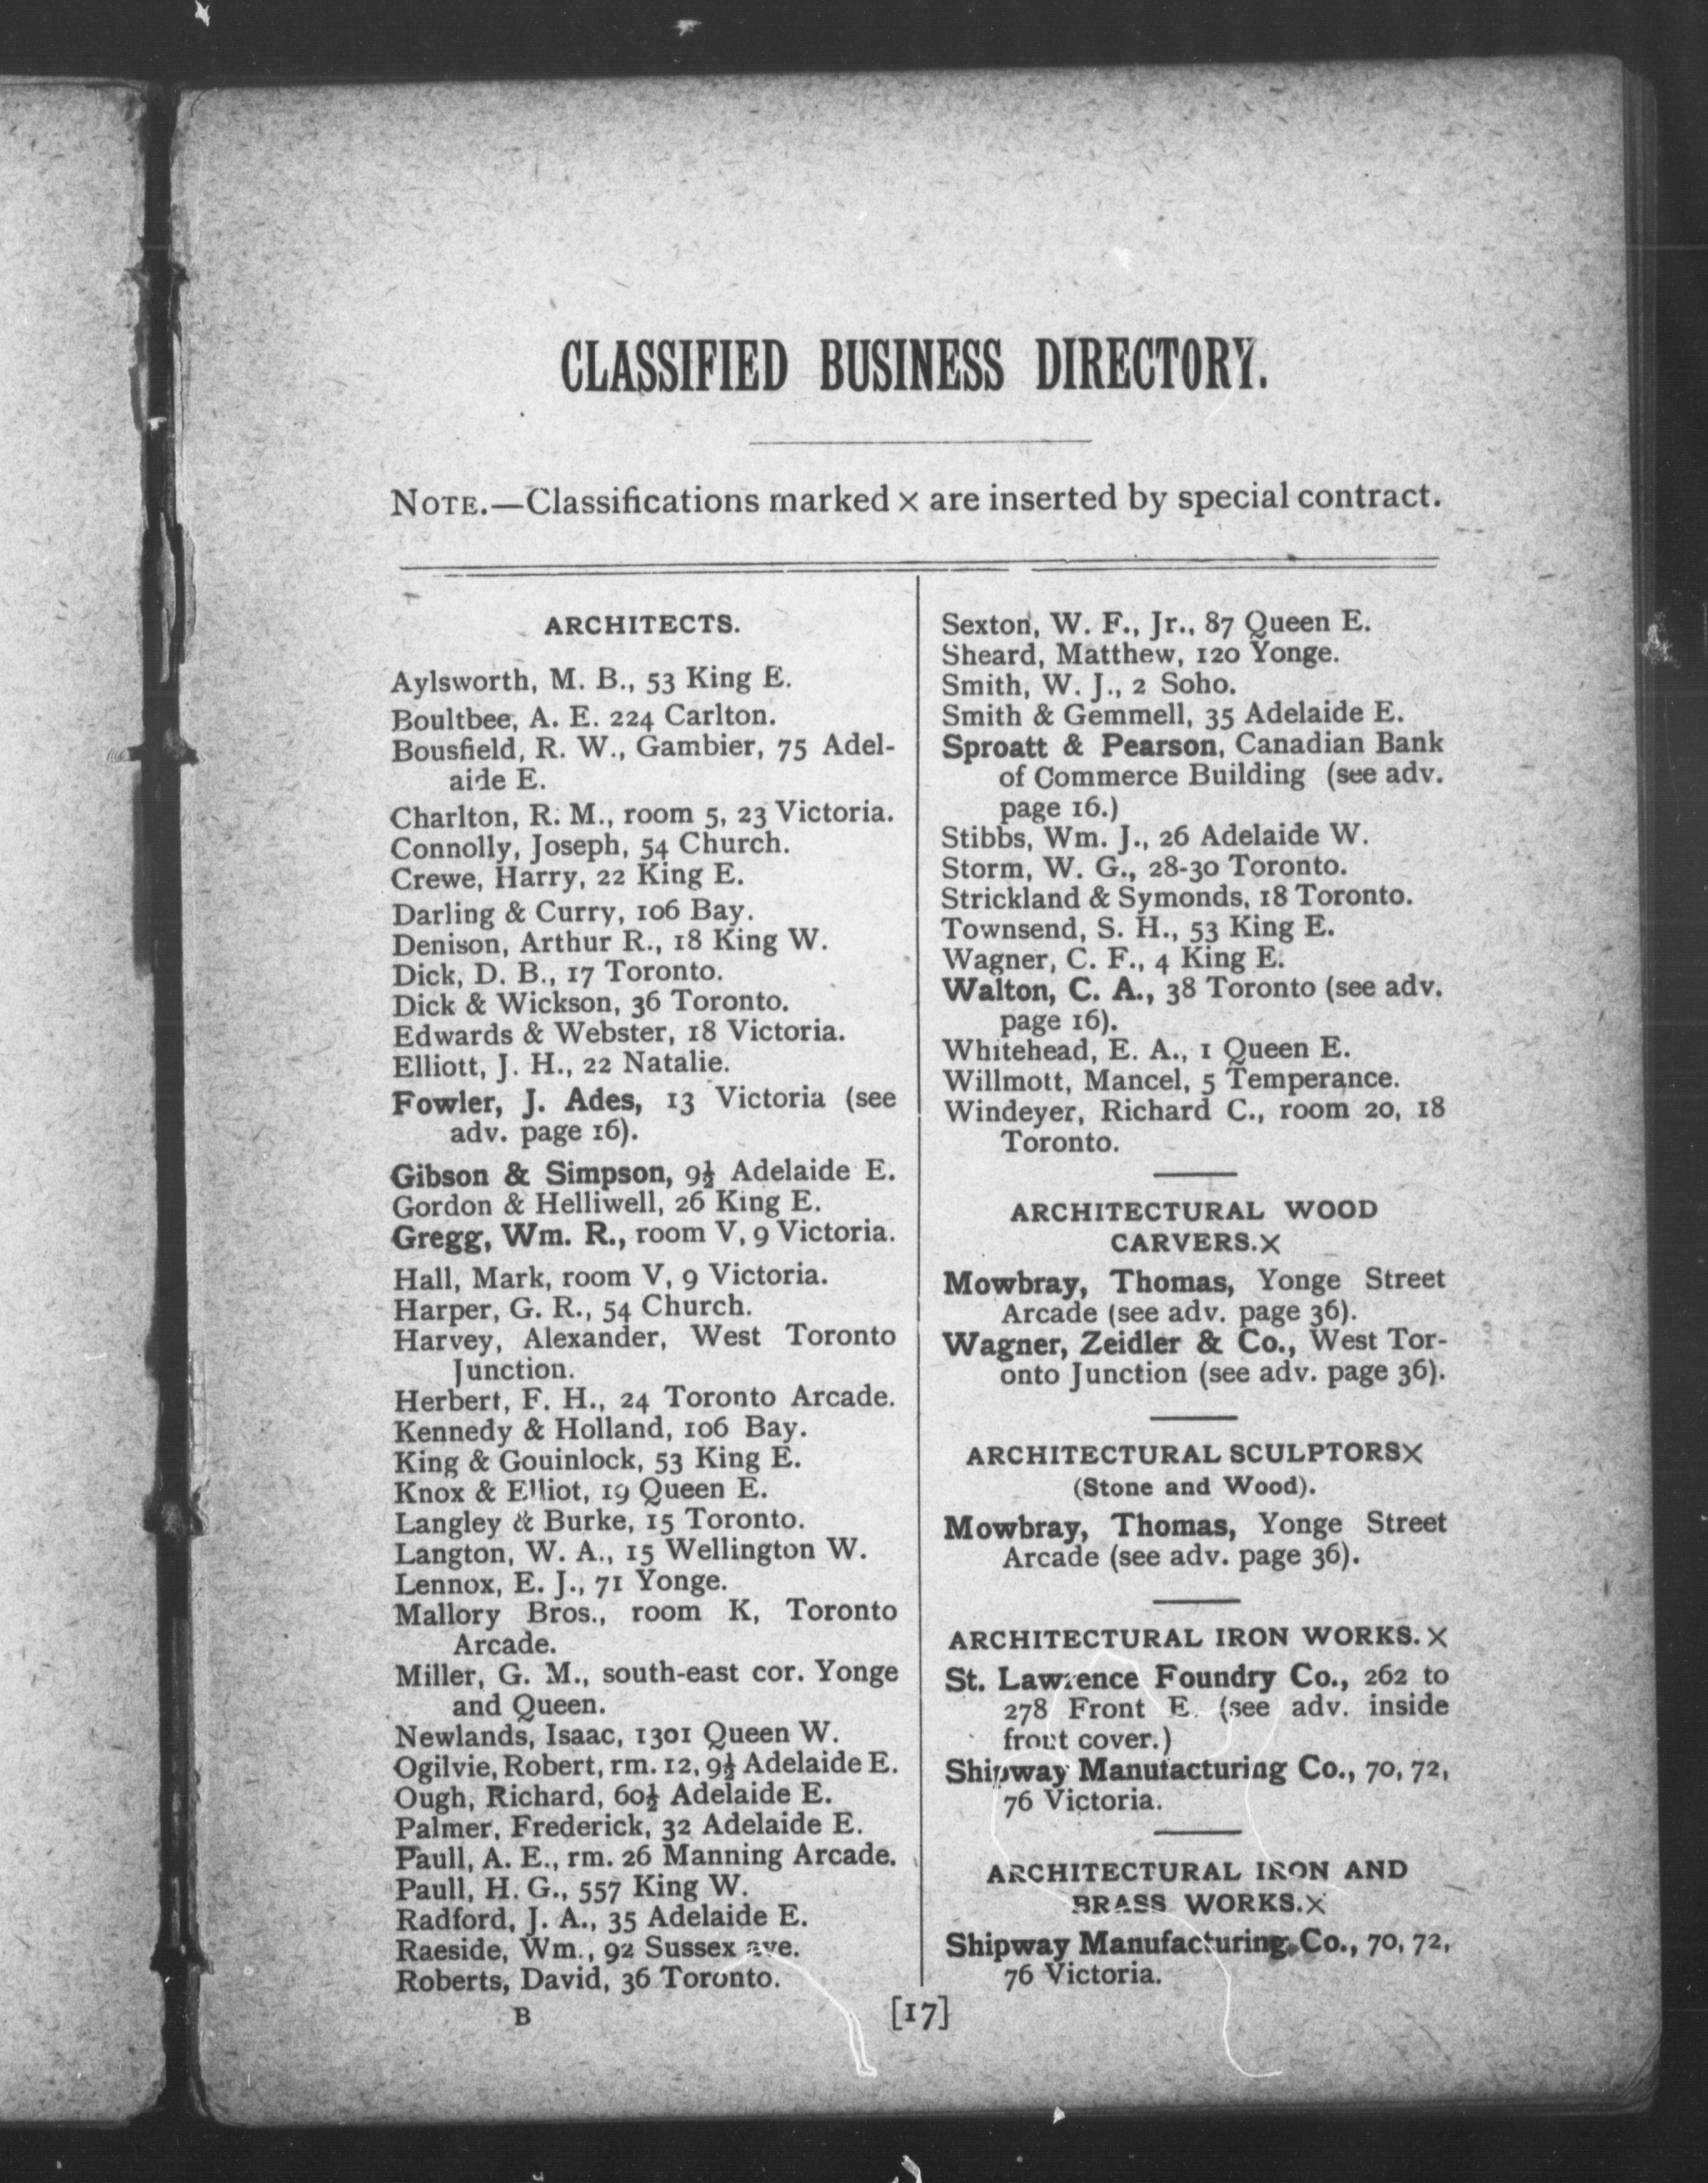 CLASSIFIED BUSINESS DIRECTORY.
NOTE.—Classifications marked × are inserted by special contract.
ARCHITECTS.
Aylsworth, M. B., 53 King E.
Boultbee, A. E. 224 Carlton.
Bousfield, R. W., Gambier, 75 Adel-
aide E.
Charlton, R. M., room 5, 23 Victoria.
Connolly, Joseph, 54 Church.
Crewe, Harry, 22 King E.
Darling & Curry, 106 Bay.
Denison, Arthur R., 18 King W.
Dick, D. B., 17 Toronto.
Dick & Wickson, 36 Toronto.
Edwards & Webster, 18 Victoria.
Elliott, J. H., 22 Natalie.
Fowler, J. Ades, 13 Victoria (see
adv. page 16).
Gibson & Simpson, 9½ Adelaide E.
Gordon & Helliwell, 26 King E.
Gregg, Wm. R., room V, 9 Victoria.
Hall, Mark, room V, 9 Victoria.
Harper, G. R., 54 Church.
Harvey, Alexander, West Toronto
Junction.
Herbert, F. H., 24 Toronto Arcade.
Kennedy & Holland, 106 Bay.
King & Gouinlock, 53 King E.
Knox & Elliot, 19 Queen E.
Langley & Burke, 15 Toronto.
Langton, W. A., 15 Wellington W.
Lennox, E. J., 71 Yonge.
Mallory Bros., room K, Toronto
Arcade.
Miller, G. M., south-east cor. Yonge
and Queen.
Newlands, Isaac, 1301 Queen W.
Ogilvie, Robert, rm. 12, 9½ Adelaide E.
Ough, Richard, 60½ Adelaide E.
Palmer, Frederick, 32 Adelaide E.
Paull, A. E., rm. 26 Manning Arcade.
Paull, H. G., 557 King W.
Radford, J. A., 35 Adelaide E.
Raeside, Wm., 92 Sussex ave.
Roberts, David, 36 Toronto.
Sexton, W. F., Jr., 87 Queen E.
Sheard, Matthew, 120 Yonge.
Smith, W. J., 2 Soho.
Smith & Gemmell, 35 Adelaide E.
Sproatt & Pearson, Canadian Bank
of Commerce Building (see adv.
page 16.)
Stibbs, Wm. J., 26 Adelaide W.
Storm, W. G., 28-30 Toronto.
Strickland & Symonds, 18 Toronto.
Townsend, S. H., 53 King E.
Wagner, C. F., 4 King E.
Walton, C. A., 38 Toronto (see adv.
page 16).
Whitehead, E. A., 1 Queen E.
Willmott, Mancel, 5 Temperance.
Windeyer, Richard C., room 20, 18
Toronto.
ARCHITECTURAL WOOD
CARVERS.×
Mowbray, Thomas, Yonge Street
Arcade (see adv. page 36).
Wagner, Zeidler & Co., West Tor-
onto Junction (see adv. page 36).
ARCHITECTURAL SCULPTORS×
(Stone and Wood).
Mowbray, Thomas, Yonge Street
Arcade (see adv. page 36).
ARCHITECTURAL IRON WORKS.×
St. Lawrence Foundry Co., 262 to
278 Front E. (see adv. inside
front cover.)
Shipway Manufacturing Co., 70, 72,
76 Victoria.
ARCHITECTURAL IRON AND
BRASS WORKS.×
Shipway Manufacturing Co., 70, 72,
76 Victoria.
B
[17]